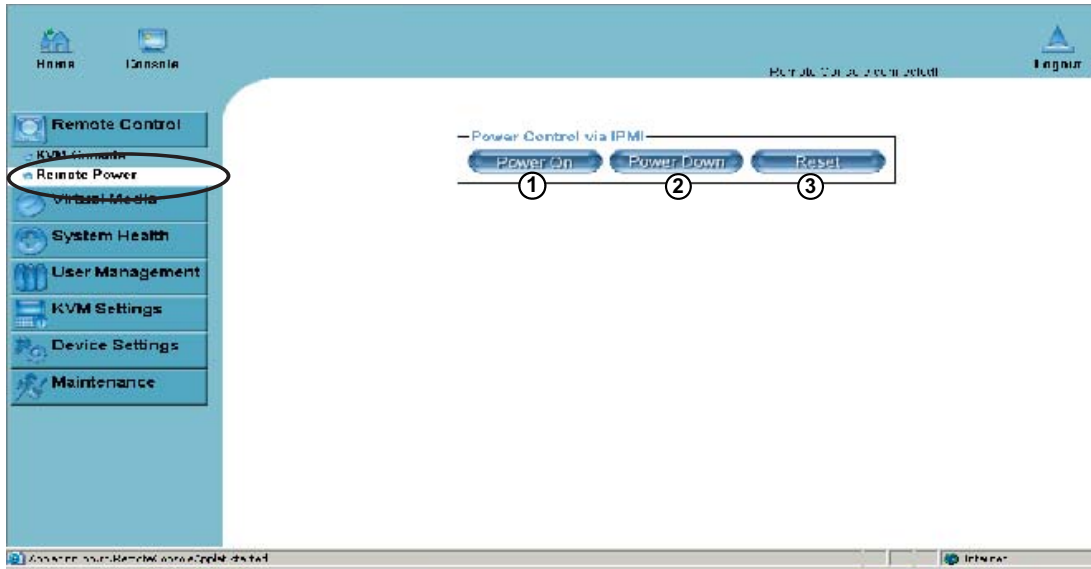 Home Console
Remote Console connected!
Logout
Remote Control
KVM Console
Remote Power
Virtual Media
System Health
User Management
KVM Settings
Device Settings
Maintenance
Power Control via IPMI
Power On Power Down Reset
1 2 3
Internet